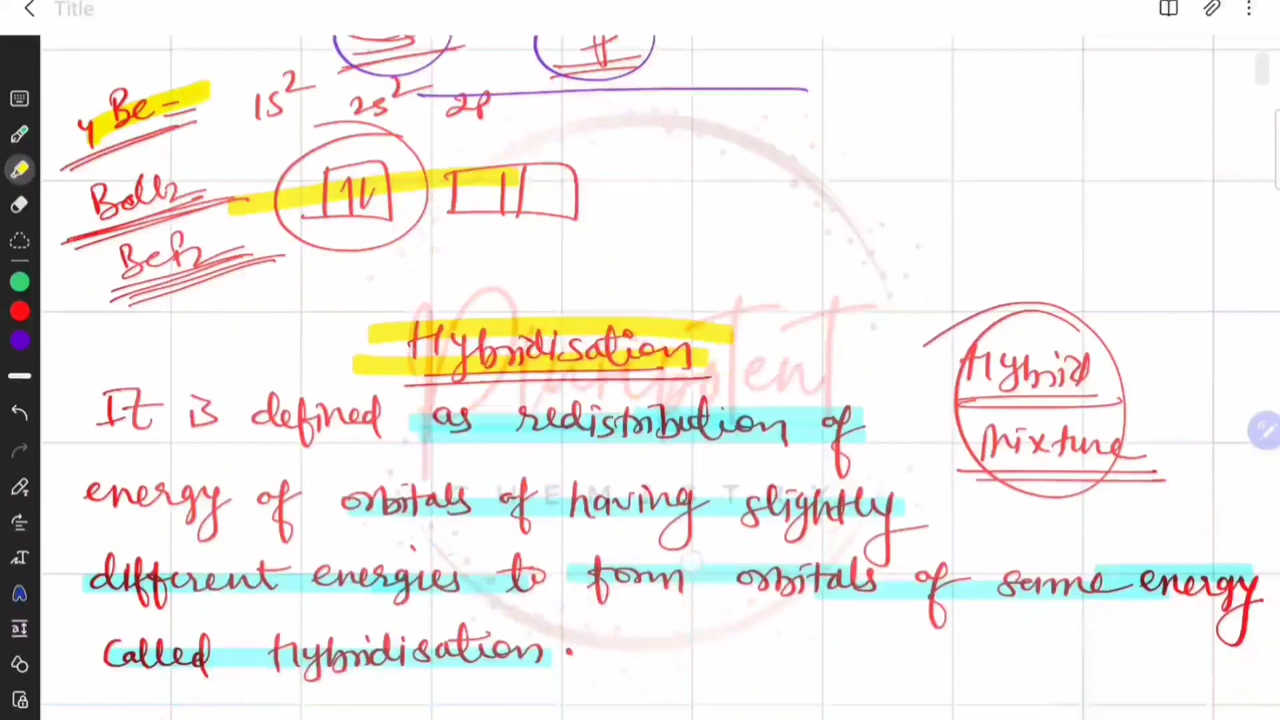 Title
4 Be = 1s² 2s² 2p
BeF2
Hybridisation
Hybrid
mixture
It is defined as redistribution of
energy of orbitals of having slightly
different energies to form orbitals of same energy
called Hybridisation.